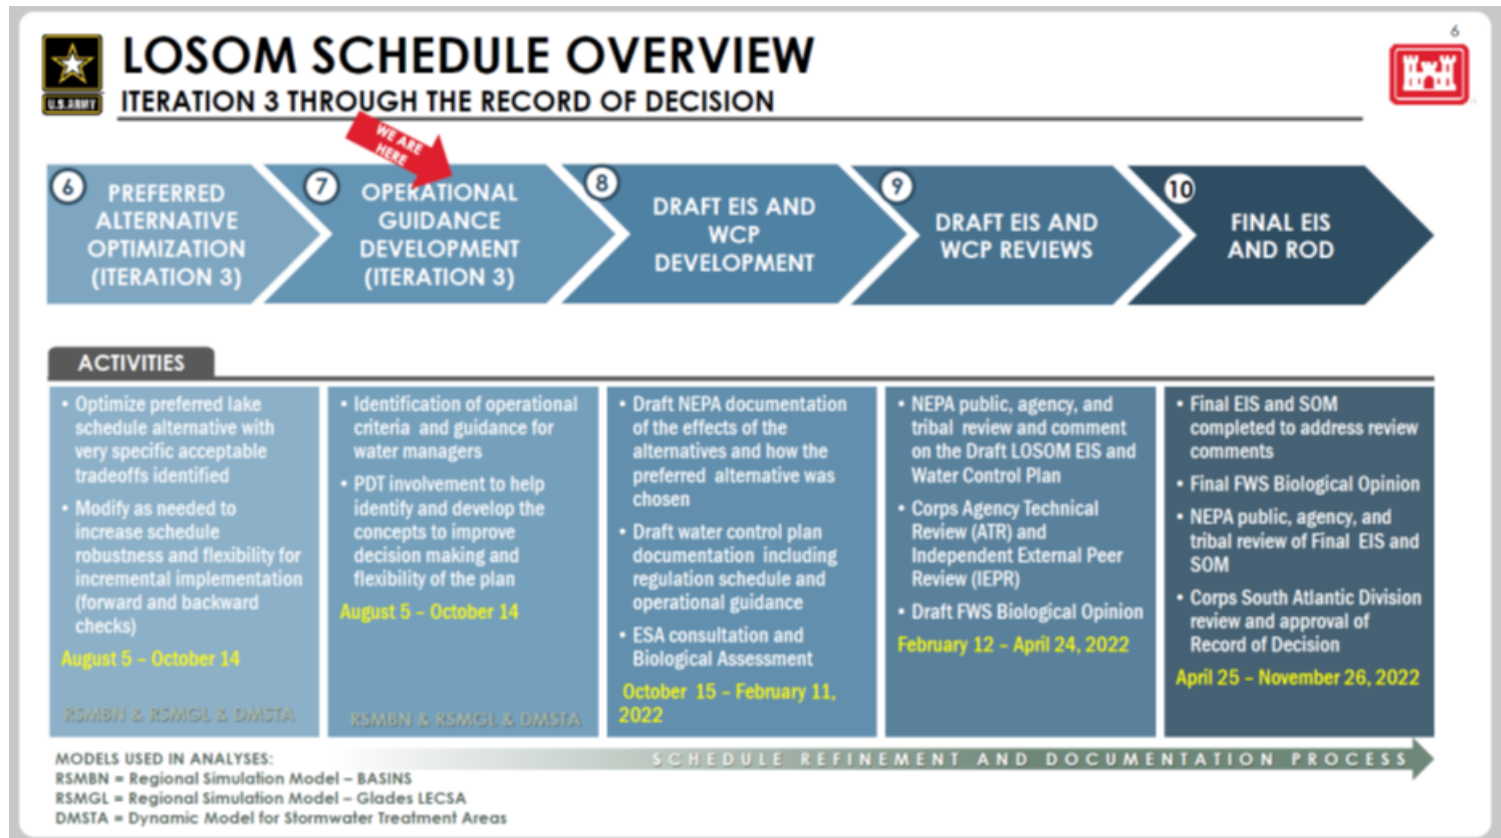 6
LOSOM SCHEDULE OVERVIEW
ITERATION 3 THROUGH THE RECORD OF DECISION
U.S.ARMY
WE ARE
HERE
6
PREFERRED
ALTERNATIVE
OPTIMIZATION
(ITERATION 3)
7
OPERATIONAL
GUIDANCE
DEVELOPMENT
(ITERATION 3)
8
DRAFT EIS AND
WCP
DEVELOPMENT
9
DRAFT EIS AND
WCP REVIEWS
10
FINAL EIS
AND ROD
ACTIVITIES
• Optimize preferred lake
schedule alternative with
very specific acceptable
tradeoffs identified
• Modify as needed to
increase schedule
robustness and flexibility for
incremental implementation
(forward and backward
checks)
August 5 – October 14
RSMBN & RSMGL & DMSTA
• Identification of operational
criteria and guidance for
water managers
• PDT involvement to help
identify and develop the
concepts to improve
decision making and
flexibility of the plan
August 5 – October 14
RSMBN & RSMGL & DMSTA
• Draft NEPA documentation
of the effects of the
alternatives and how the
preferred alternative was
chosen
• Draft water control plan
documentation including
regulation schedule and
operational guidance
• ESA consultation and
Biological Assessment
October 15 – February 11,
2022
• NEPA public, agency, and
tribal review and comment
on the Draft LOSOM EIS and
Water Control Plan
• Corps Agency Technical
Review (ATR) and
Independent External Peer
Review (IEPR)
• Draft FWS Biological Opinion
February 12 – April 24, 2022
• Final EIS and SOM
completed to address review
comments
• Final FWS Biological Opinion
• NEPA public, agency, and
tribal review of Final EIS and
SOM
• Corps South Atlantic Division
review and approval of
Record of Decision
April 25 – November 26, 2022
SCHEDULE REFINEMENT AND DOCUMENTATION PROCESS
MODELS USED IN ANALYSES:
RSMBN = Regional Simulation Model – BASINS
RSMGL = Regional Simulation Model – Glades LECSA
DMSTA = Dynamic Model for Stormwater Treatment Areas